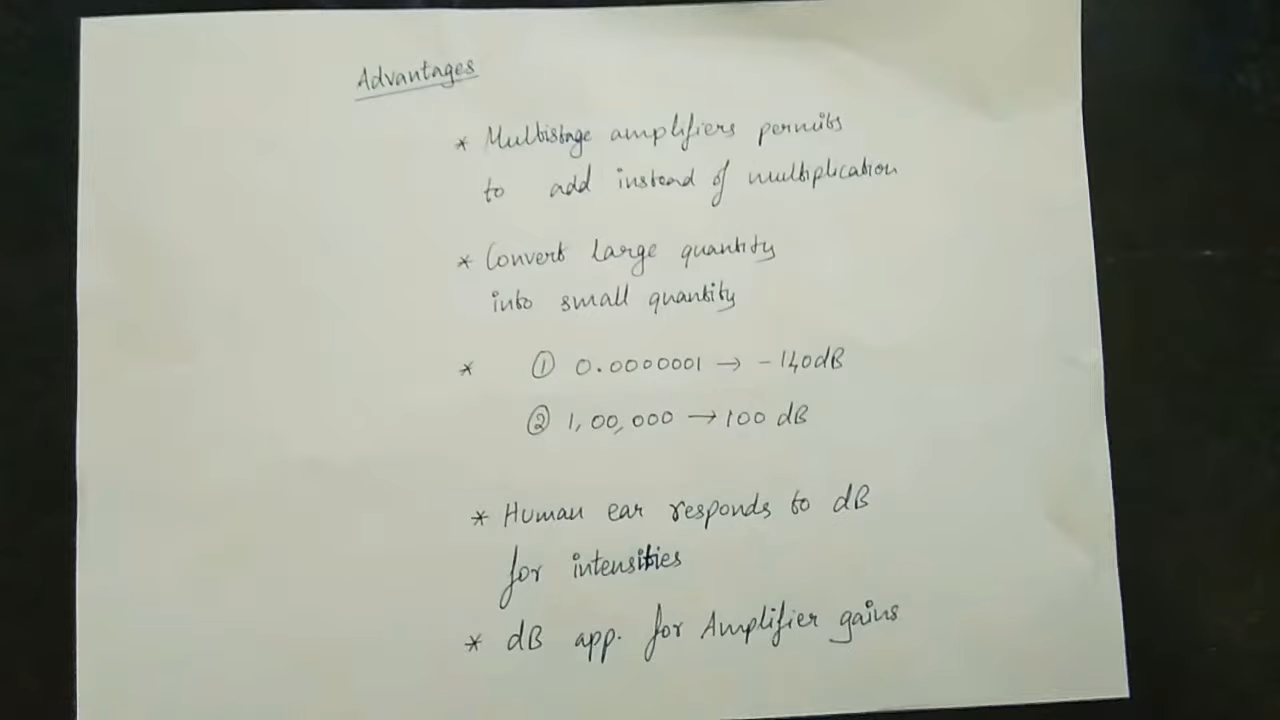 Advantages
* Multistage amplifiers permits
to add instead of multiplication
* Convert large quantity
into small quantity
* ① 0.0000001 → -140dB
② 1,00,000 → 100 dB
* Human ear responds to dB
for intensities
* dB app. for Amplifier gains